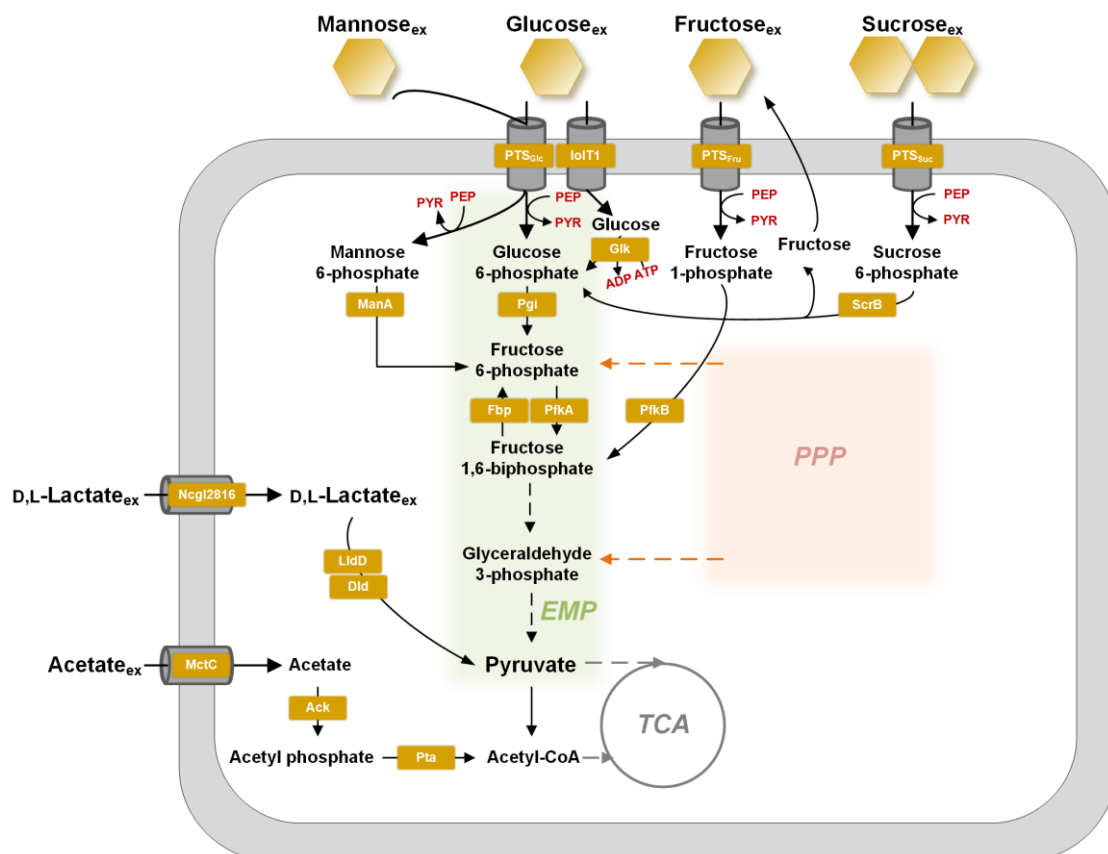 Mannoseex
Glucoseex
Fructoseex
Sucroseex
PTSGlc
IolT1
PTSFru
PTSSuc
PYR
PEP
PEP
PYR
Glucose
Glk
ADP
ATP
PEP
PYR
Fructose
PEP
PYR
Mannose
6-phosphate
Glucose
6-phosphate
Fructose
1-phosphate
Sucrose
6-phosphate
ManA
Pgi
ScrB
Fructose
6-phosphate
Fbp
PfkA
PfkB
Fructose
1,6-biphosphate
PPP
D,L-Lactateex
Ncgl2816
D,L-Lactateex
LldD
Dld
Glyceraldehyde
3-phosphate
EMP
Acetateex
MctC
Acetate
Pyruvate
Ack
TCA
Acetyl phosphate
Pta
Acetyl-CoA